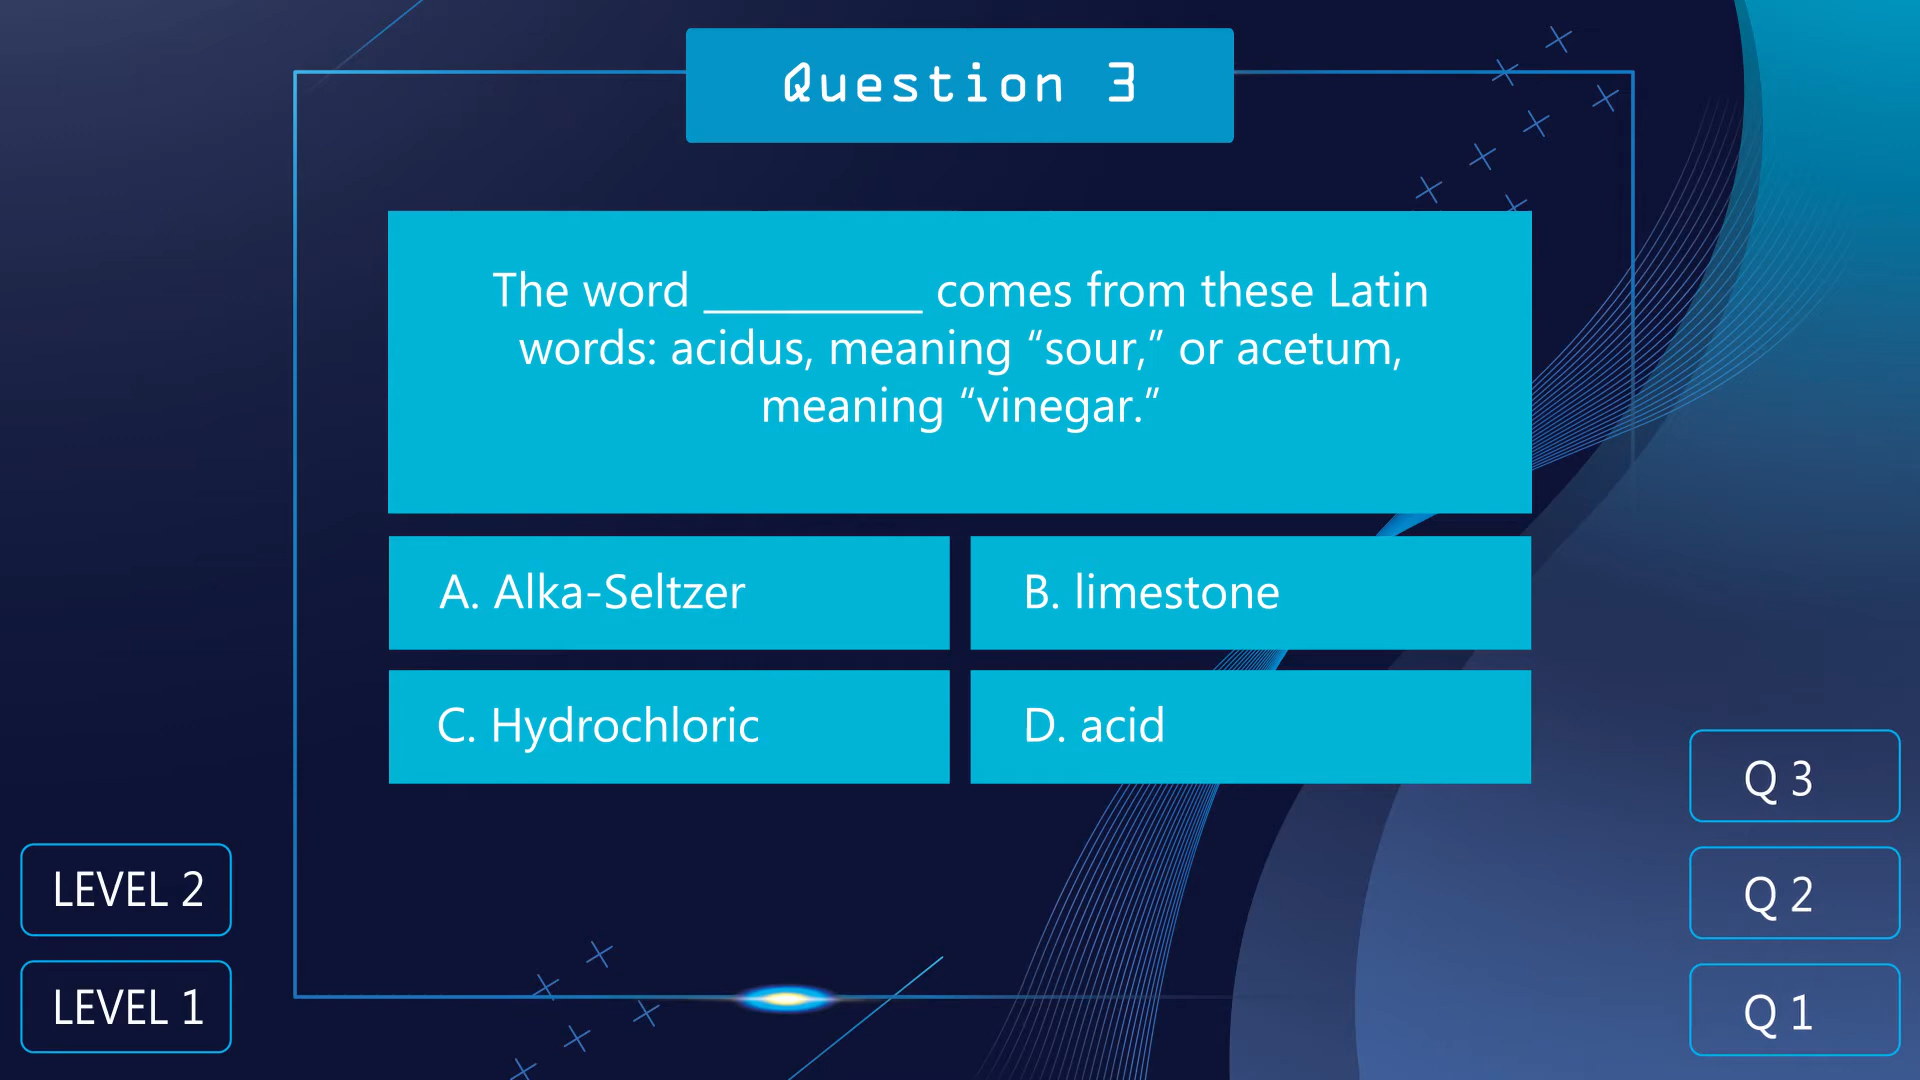 Question 3
The word _________ comes from these Latin
words: acidus, meaning “sour,” or acetum,
meaning “vinegar.”
A. Alka-Seltzer
B. limestone
C. Hydrochloric
D. acid
LEVEL 2
LEVEL 1
Q 3
Q 2
Q 1